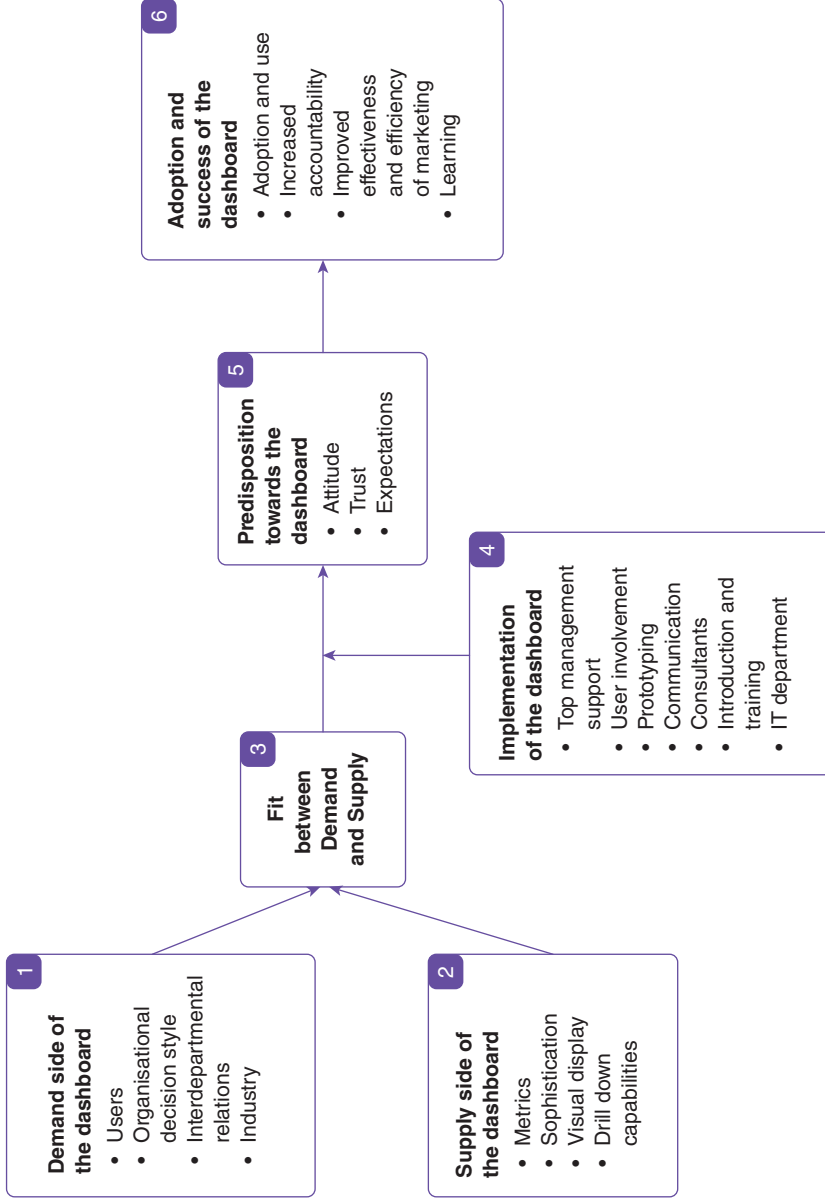 1
Demand side of
the dashboard
• Users
• Organisational
decision style
• Interdepartmental
relations
• Industry
2
Supply side of
the dashboard
• Metrics
• Sophistication
• Visual display
• Drill down
capabilities
3
Fit
between
Demand
and Supply
4
Implementation
of the dashboard
• Top management
support
• User involvement
• Prototyping
• Communication
• Consultants
• Introduction and
training
• IT department
5
Predisposition
towards the
dashboard
• Attitude
• Trust
• Expectations
6
Adoption and
success of the
dashboard
• Adoption and use
• Increased
accountability
• Improved
effectiveness
and efficiency
of marketing
• Learning